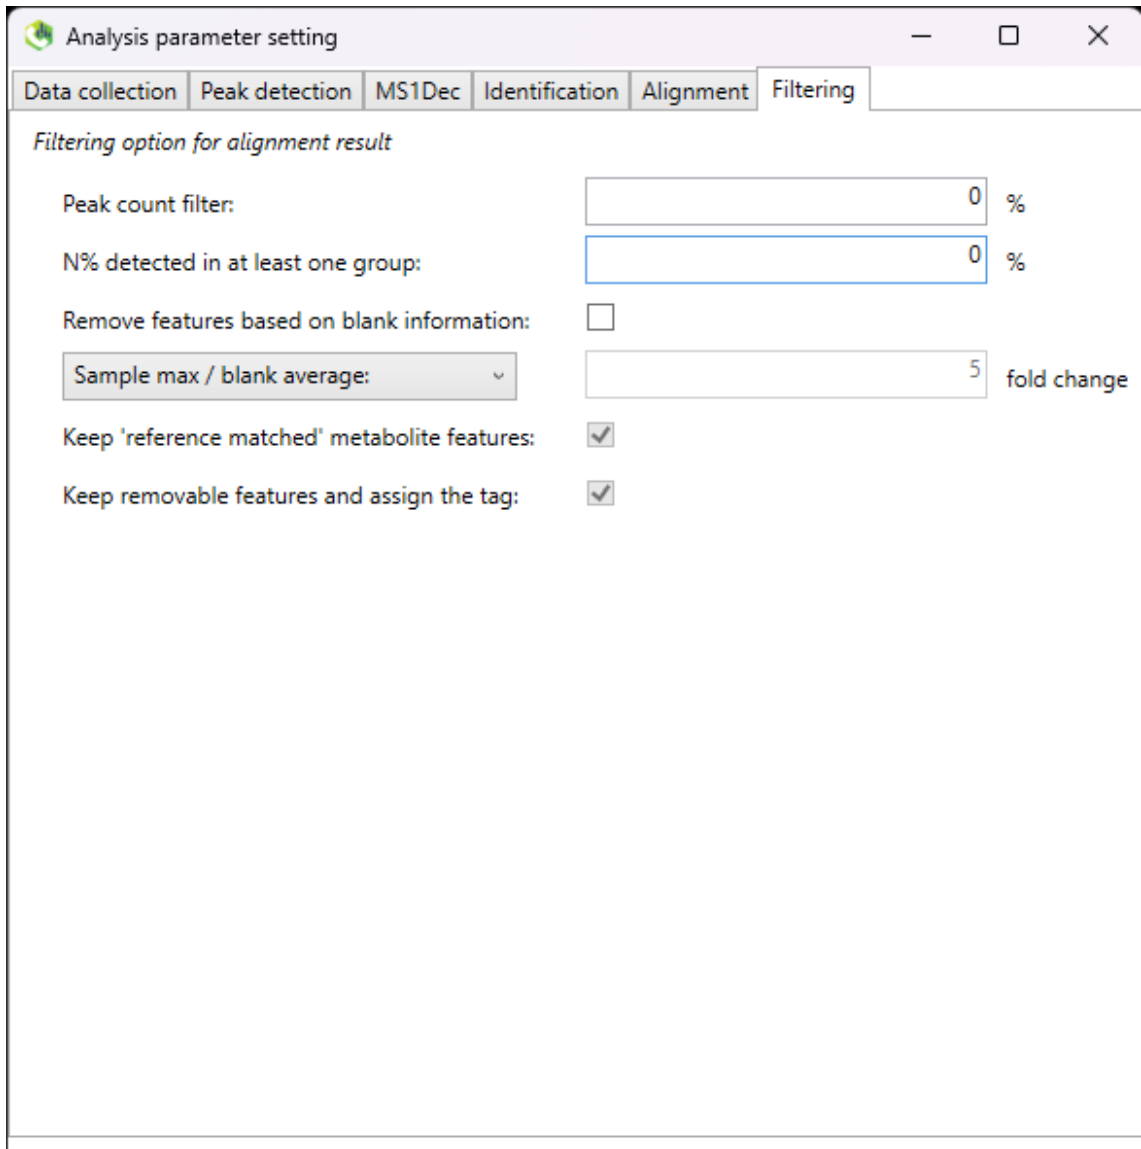 Analysis parameter setting
Data collection Peak detection MS1Dec Identification Alignment Filtering
Filtering option for alignment result
Peak count filter: 0 %
N% detected in at least one group: 0 %
Remove features based on blank information:
Sample max / blank average: 5 fold change
Keep 'reference matched' metabolite features:
Keep removable features and assign the tag: